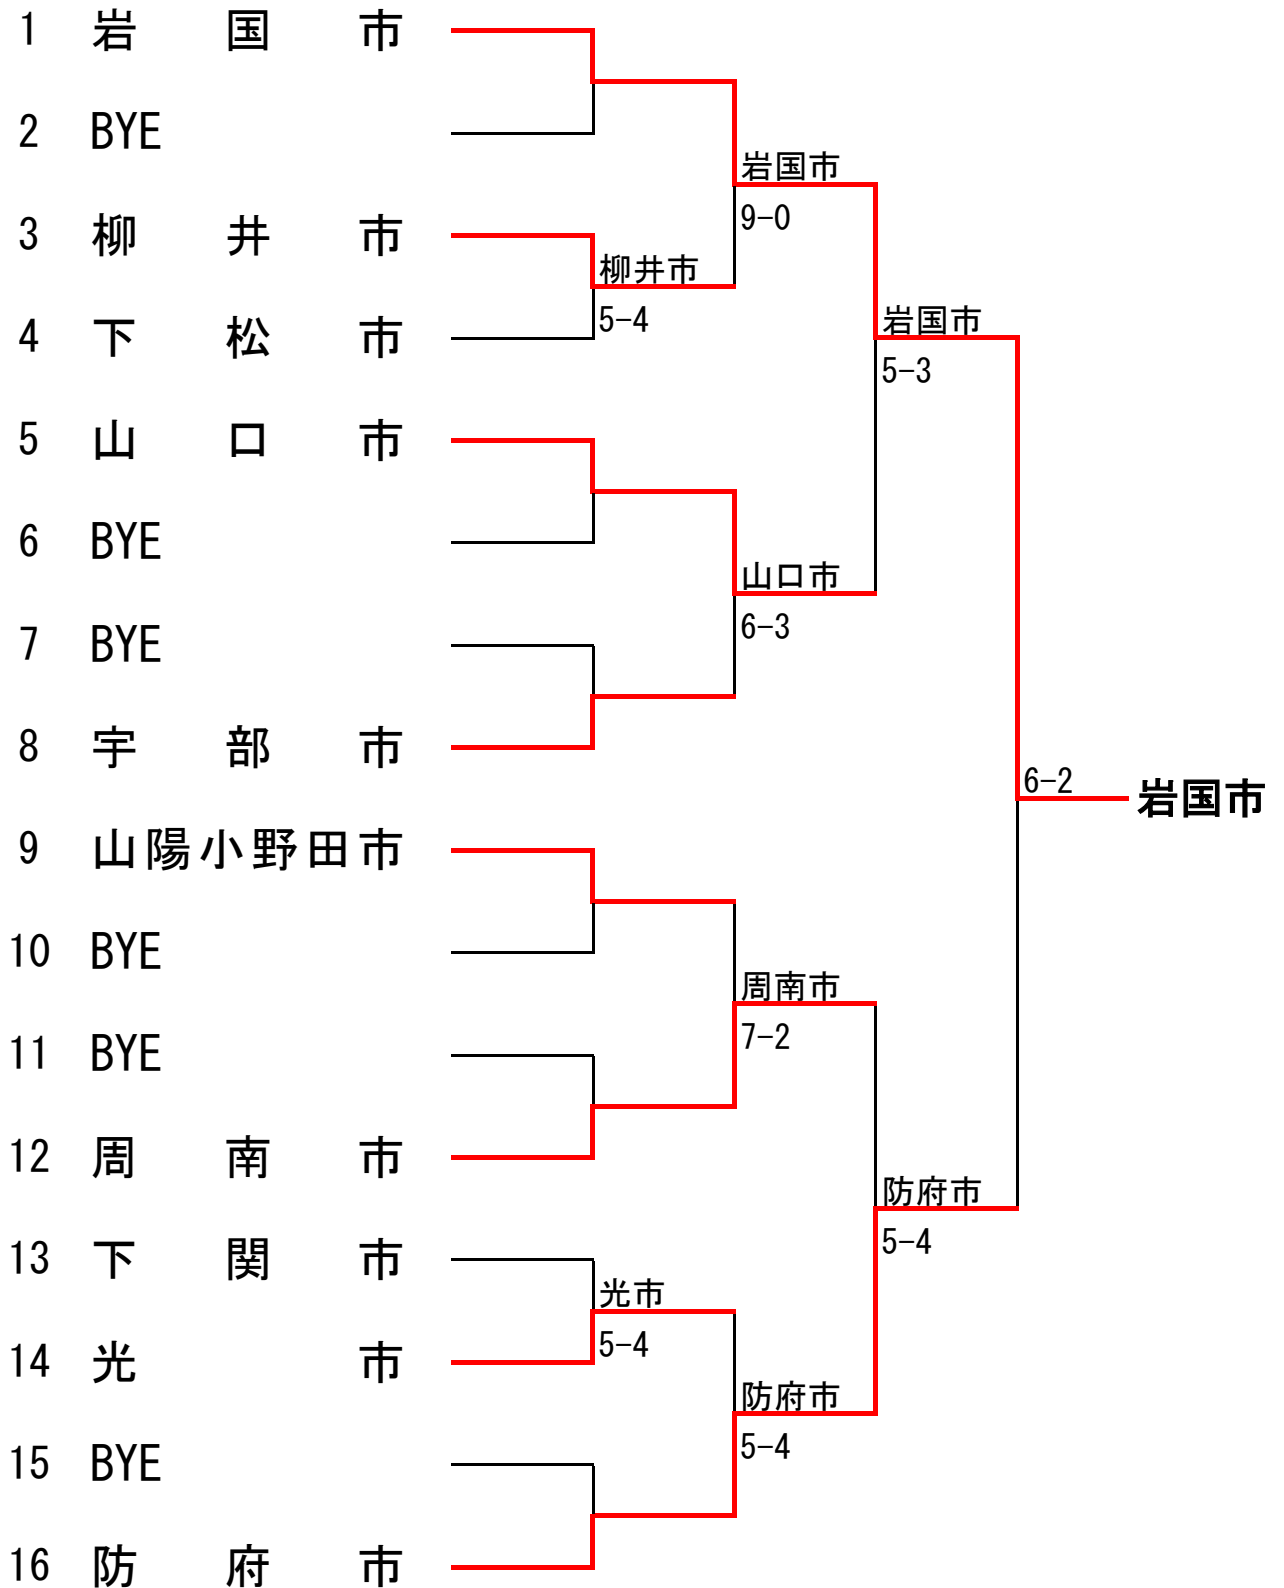 1 岩国市
2 BYE
岩国市
3 柳井市
9-0
柳井市
4 下松市
5-4
岩国市
5-3
5 山口市
6 BYE
山口市
7 BYE
6-3
8 宇部市
6-2
岩国市
9 山陽小野田市
10 BYE
周南市
11 BYE
7-2
12 周南市
防府市
13 下関市
5-4
光市
14 光市
5-4
防府市
15 BYE
5-4
16 防府市